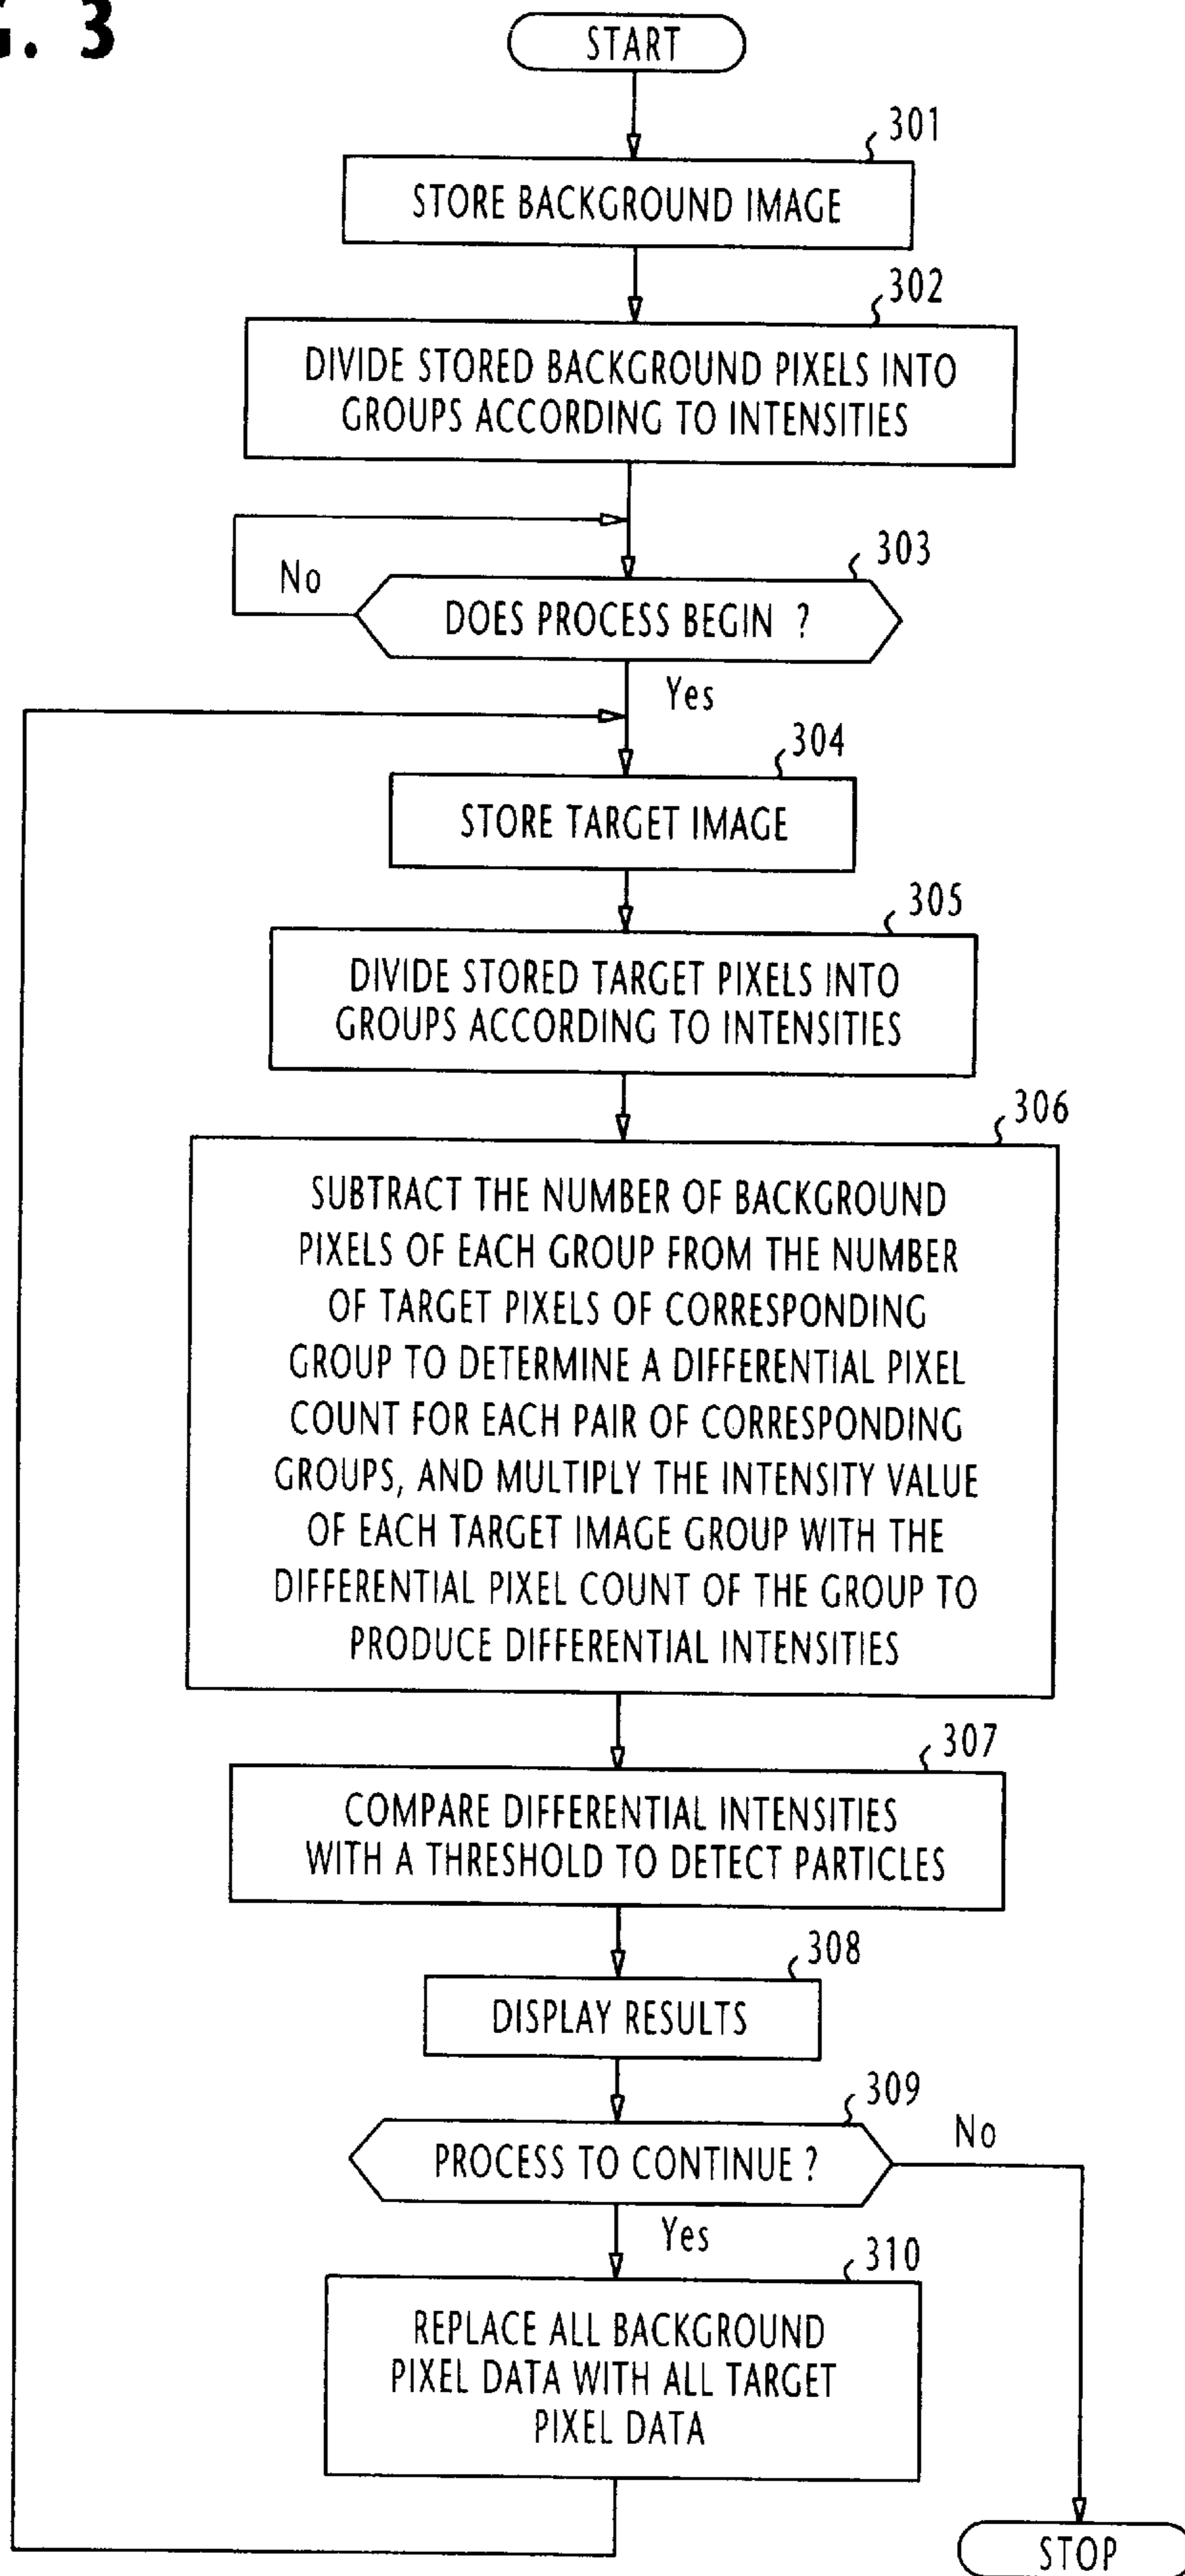 G. 3
START
301
STORE BACKGROUND IMAGE
302
DIVIDE STORED BACKGROUND PIXELS INTO
GROUPS ACCORDING TO INTENSITIES
303
No
DOES PROCESS BEGIN ?
Yes
304
STORE TARGET IMAGE
305
DIVIDE STORED TARGET PIXELS INTO
GROUPS ACCORDING TO INTENSITIES
306
SUBTRACT THE NUMBER OF BACKGROUND
PIXELS OF EACH GROUP FROM THE NUMBER
OF TARGET PIXELS OF CORRESPONDING
GROUP TO DETERMINE A DIFFERENTIAL PIXEL
COUNT FOR EACH PAIR OF CORRESPONDING
GROUPS, AND MULTIPLY THE INTENSITY VALUE
OF EACH TARGET IMAGE GROUP WITH THE
DIFFERENTIAL PIXEL COUNT OF THE GROUP TO
PRODUCE DIFFERENTIAL INTENSITIES
307
COMPARE DIFFERENTIAL INTENSITIES
WITH A THRESHOLD TO DETECT PARTICLES
308
DISPLAY RESULTS
309
PROCESS TO CONTINUE ?
No
Yes
310
REPLACE ALL BACKGROUND
PIXEL DATA WITH ALL TARGET
PIXEL DATA
STOP